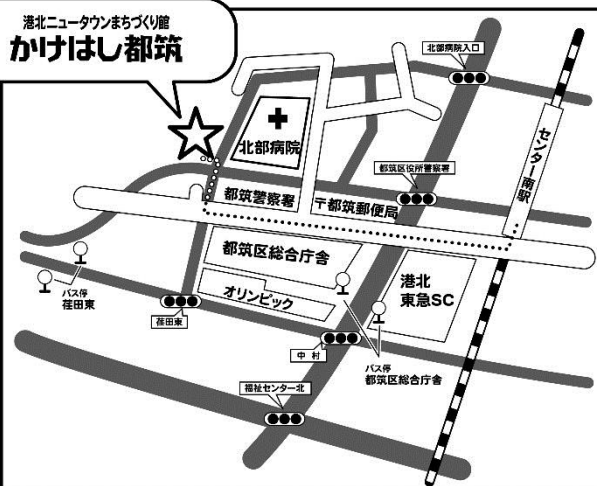 港北ニュータウンまちづくり館
かけはし都筑
北部病院入口
北部病院
センター南駅
都筑区役所警察署
都筑警察署
〒都筑郵便局
都筑区総合庁舎
港北
東急SC
オリンピック
バス停
荏田東
荏田東
中村
バス停
都筑区総合庁舎
福祉センター北